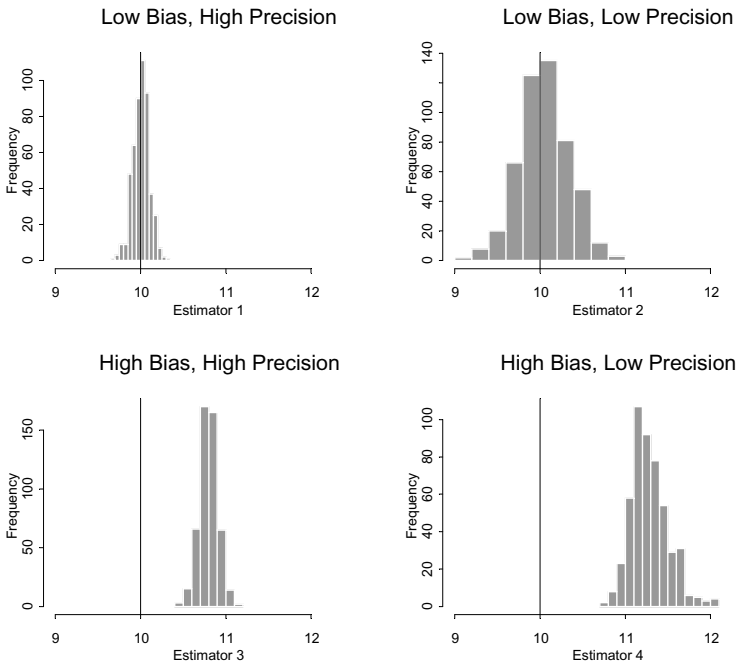 Low Bias, High Precision
Frequency
0 20 40 60 80 100
9 10 11 12
Estimator 1
Low Bias, Low Precision
Frequency
0 20 40 60 80 100 140
9 10 11 12
Estimator 2
High Bias, High Precision
Frequency
0 50 100 150
9 10 11 12
Estimator 3
High Bias, Low Precision
Frequency
0 20 40 60 80 100
9 10 11 12
Estimator 4